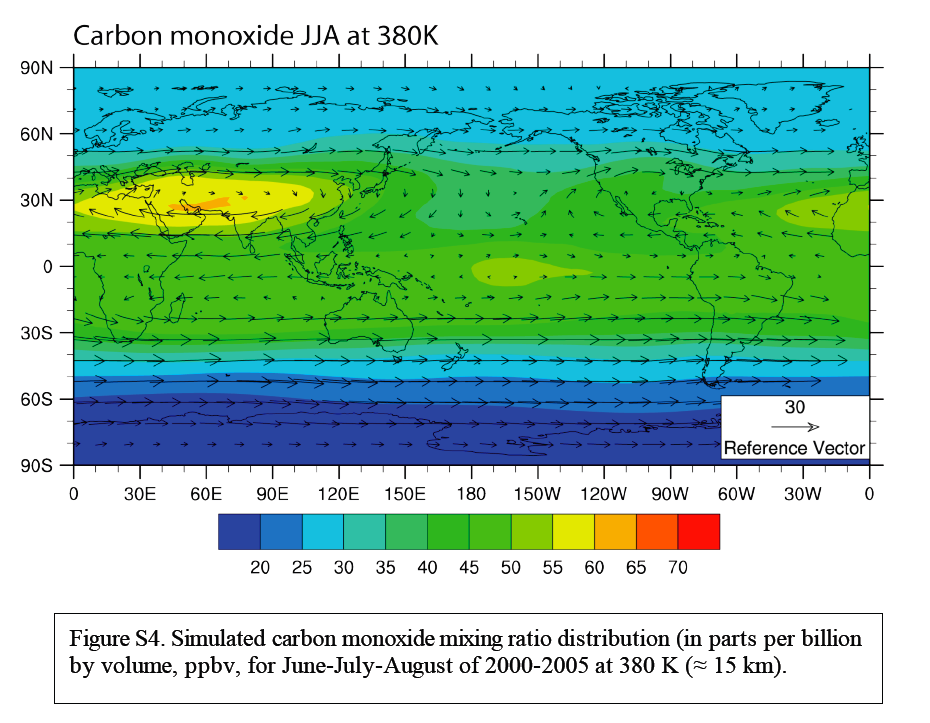 Carbon monoxide JJA at 380K
90N
60N
30N
0
30S
60S
90S
30
Reference Vector
0 30E 60E 90E 120E 150E 180 150W 120W 90W 60W 30W 0
20 25 30 35 40 45 50 55 60 65 70
Figure S4. Simulated carbon monoxide mixing ratio distribution (in parts per billion
by volume, ppbv, for June-July-August of 2000-2005 at 380 K (≈ 15 km).